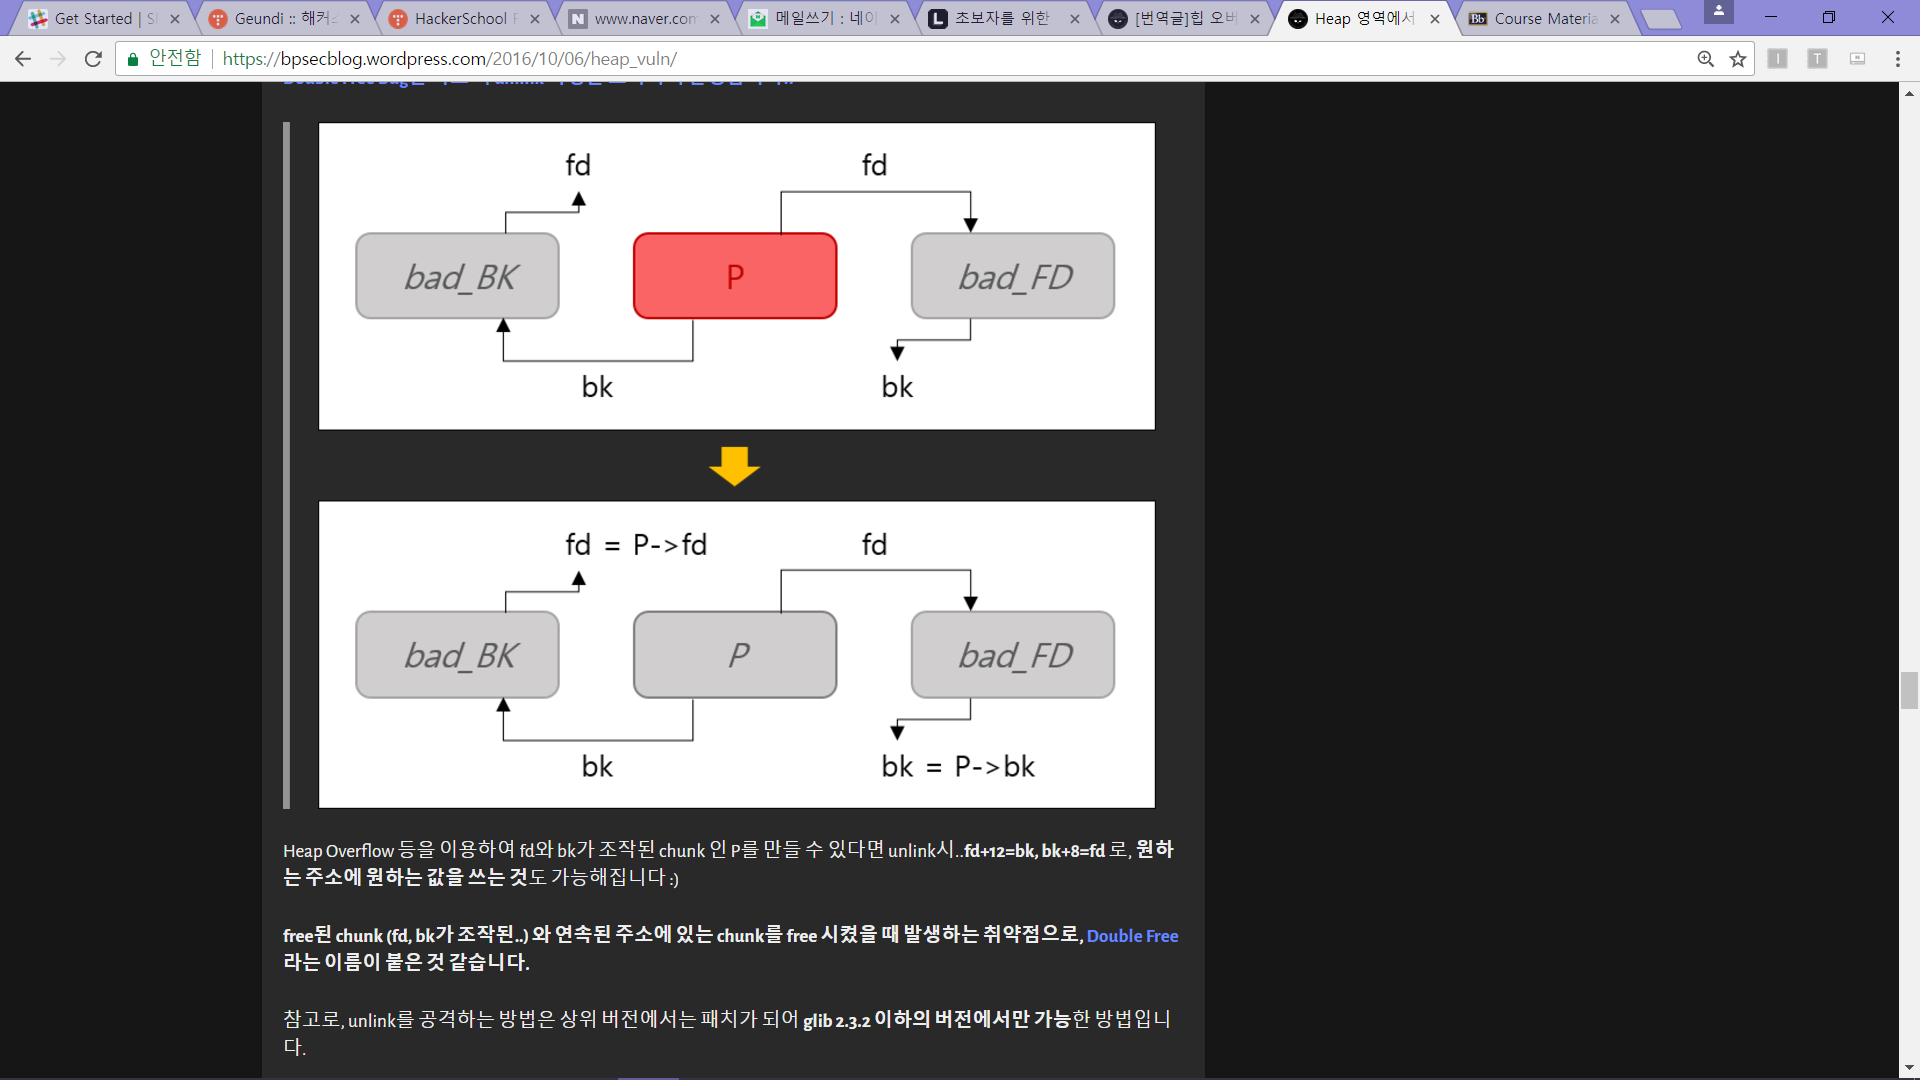 Get Started | Sl
Geundi :: 해커스
HackerSchool F
www.naver.com
메일쓰기 : 네이
초보자를 위한
[번역글]힙 오버
Heap 영역에서
Course Materia
안전함 | https://bpsecblog.wordpress.com/2016/10/06/heap_vuln/
fd fd
bad_BK P bad_FD
bk bk
fd = P->fd fd
bad_BK P bad_FD
bk bk = P->bk
Heap Overflow 등을 이용하여 fd와 bk가 조작된 chunk 인 P를 만들 수 있다면 unlink시..fd+12=bk, bk+8=fd 로, 원하
는 주소에 원하는 값을 쓰는 것도 가능해집니다 :)
free된 chunk (fd, bk가 조작된..) 와 연속된 주소에 있는 chunk를 free 시켰을 때 발생하는 취약점으로, Double Free
라는 이름이 붙은 것 같습니다.
참고로, unlink를 공격하는 방법은 상위 버전에서는 패치가 되어 glib 2.3.2 이하의 버전에서만 가능한 방법입니
다.